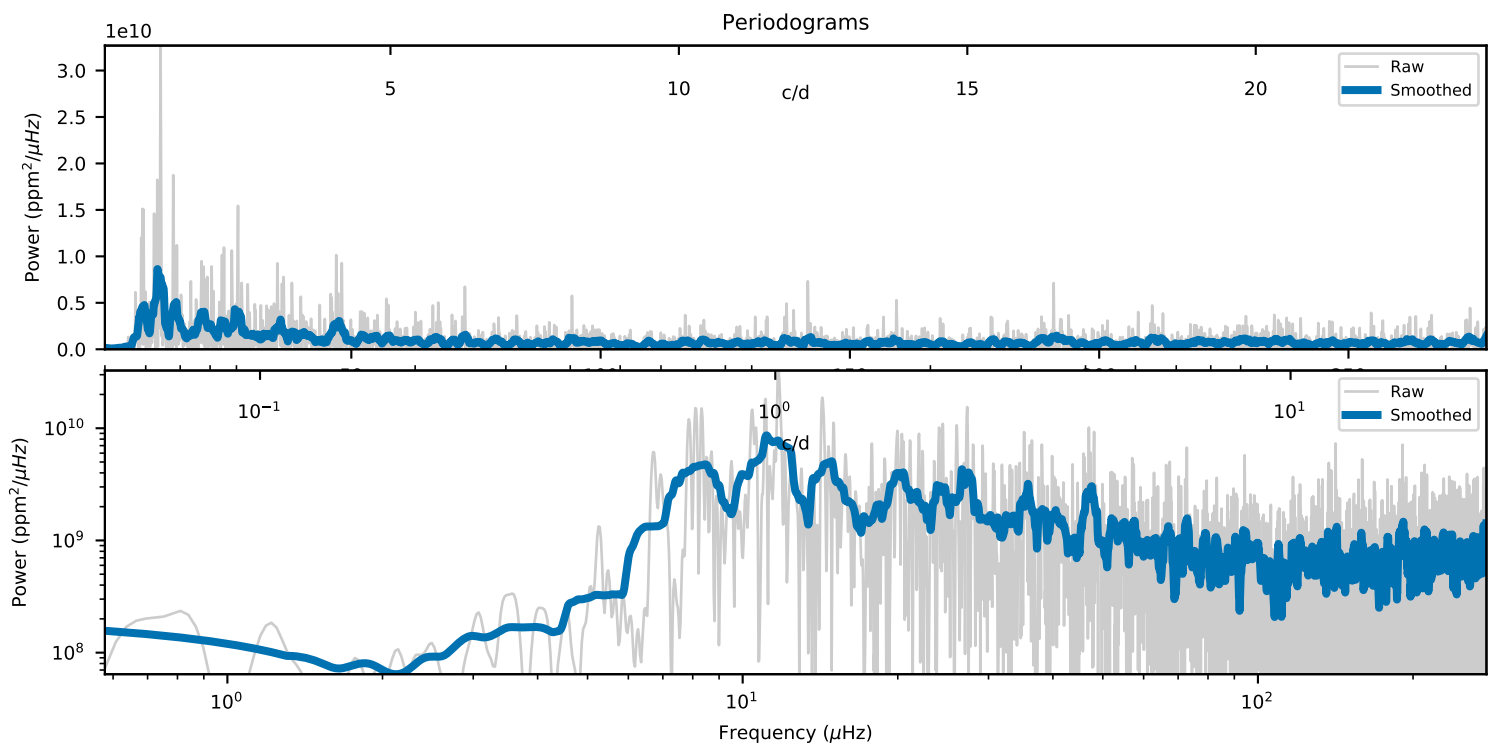 Periodograms
1e10
3.0
2.5
2.0
1.5
1.0
0.5
0.0
Power (ppm²/μHz)
5 10 15 20
c/d
Raw
Smoothed
10⁻¹ 10⁰ 10¹
c/d
Raw
Smoothed
10¹⁰
10⁹
10⁸
Power (ppm²/μHz)
10⁰ 10¹ 10²
Frequency (μHz)